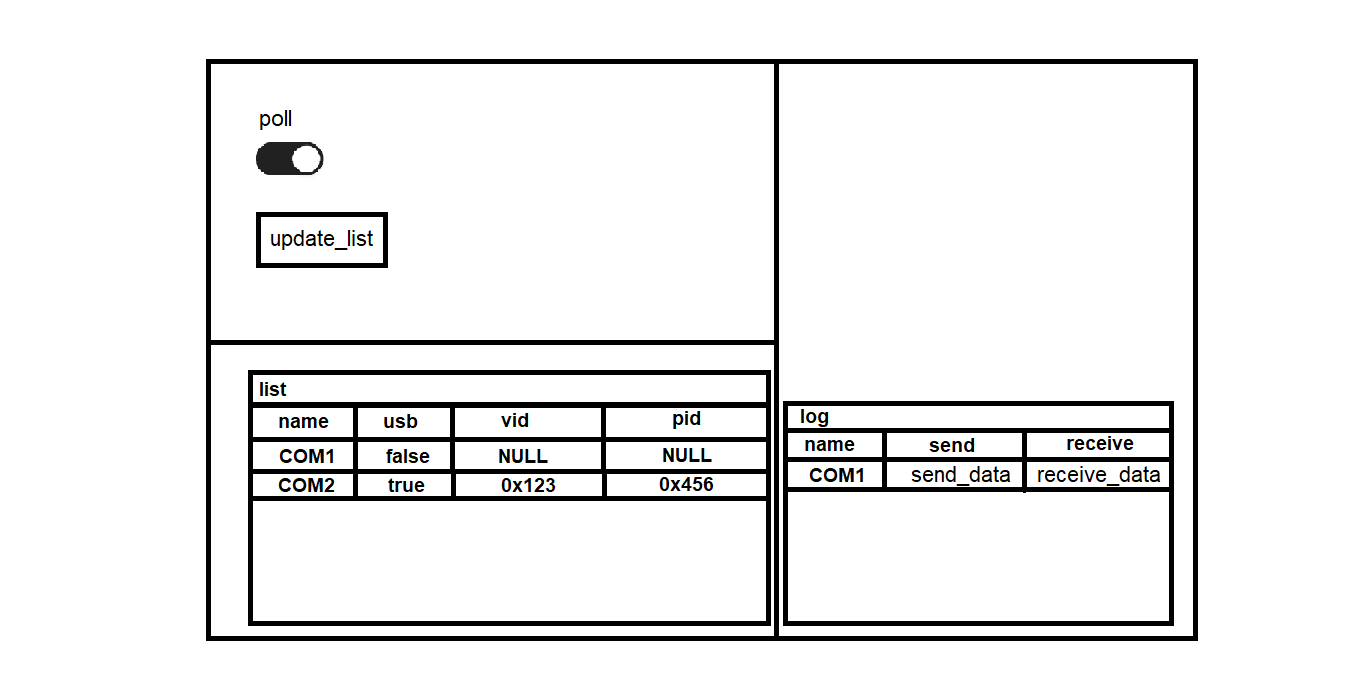 poll
update_list
list
name usb vid pid
COM1 false NULL NULL
COM2 true 0x123 0x456
log
name send receive
COM1 send_data receive_data